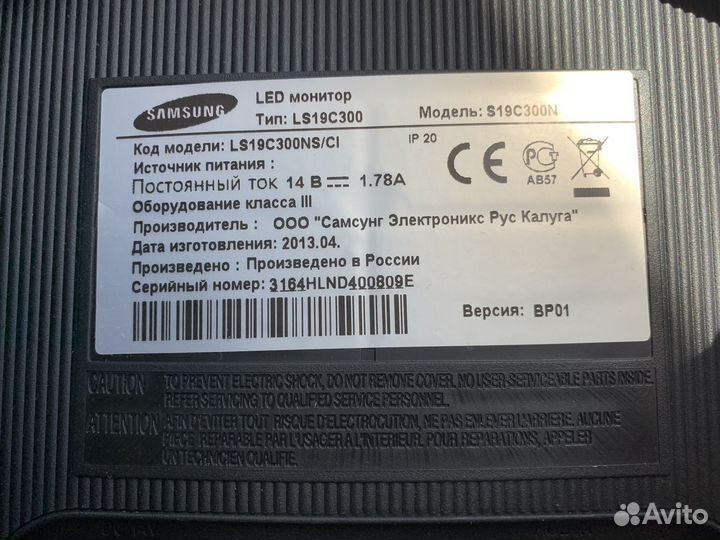 SAMSUNG
LED монитор
Тип: LS19C300
Модель: S19C300N
Код модели: LS19C300NS/CI
IP 20
Источник питания :
Постоянный ток 14 В 1.78A
Оборудование класса III
Производитель : ООО "Самсунг Электроникс Рус Калуга"
Дата изготовления: 2013.04.
Произведено : Произведено в России
Серийный номер: 3164HLND400809E
CE
РСТ
АВ57
Версия: BP01
CAUTION : TO PREVENT ELECTRIC SHOCK, DO NOT REMOVE COVER. NO USER-SERVICEABLE PARTS INSIDE.
REFER SERVICING TO QUALIFIED SERVICE PERSONNEL.
ATTENTION : AFIN D'EVITER TOUT RISQUE D'ELECTROCUTION, NE PAS ENLEVER L'ARRIERE. AUCUNE
PIECE REPARABLE PAR L'USAGER A L'INTERIEUR. POUR REPARATIONS, APPELER
UN TECHNICIEN QUALIFIE.
Avito